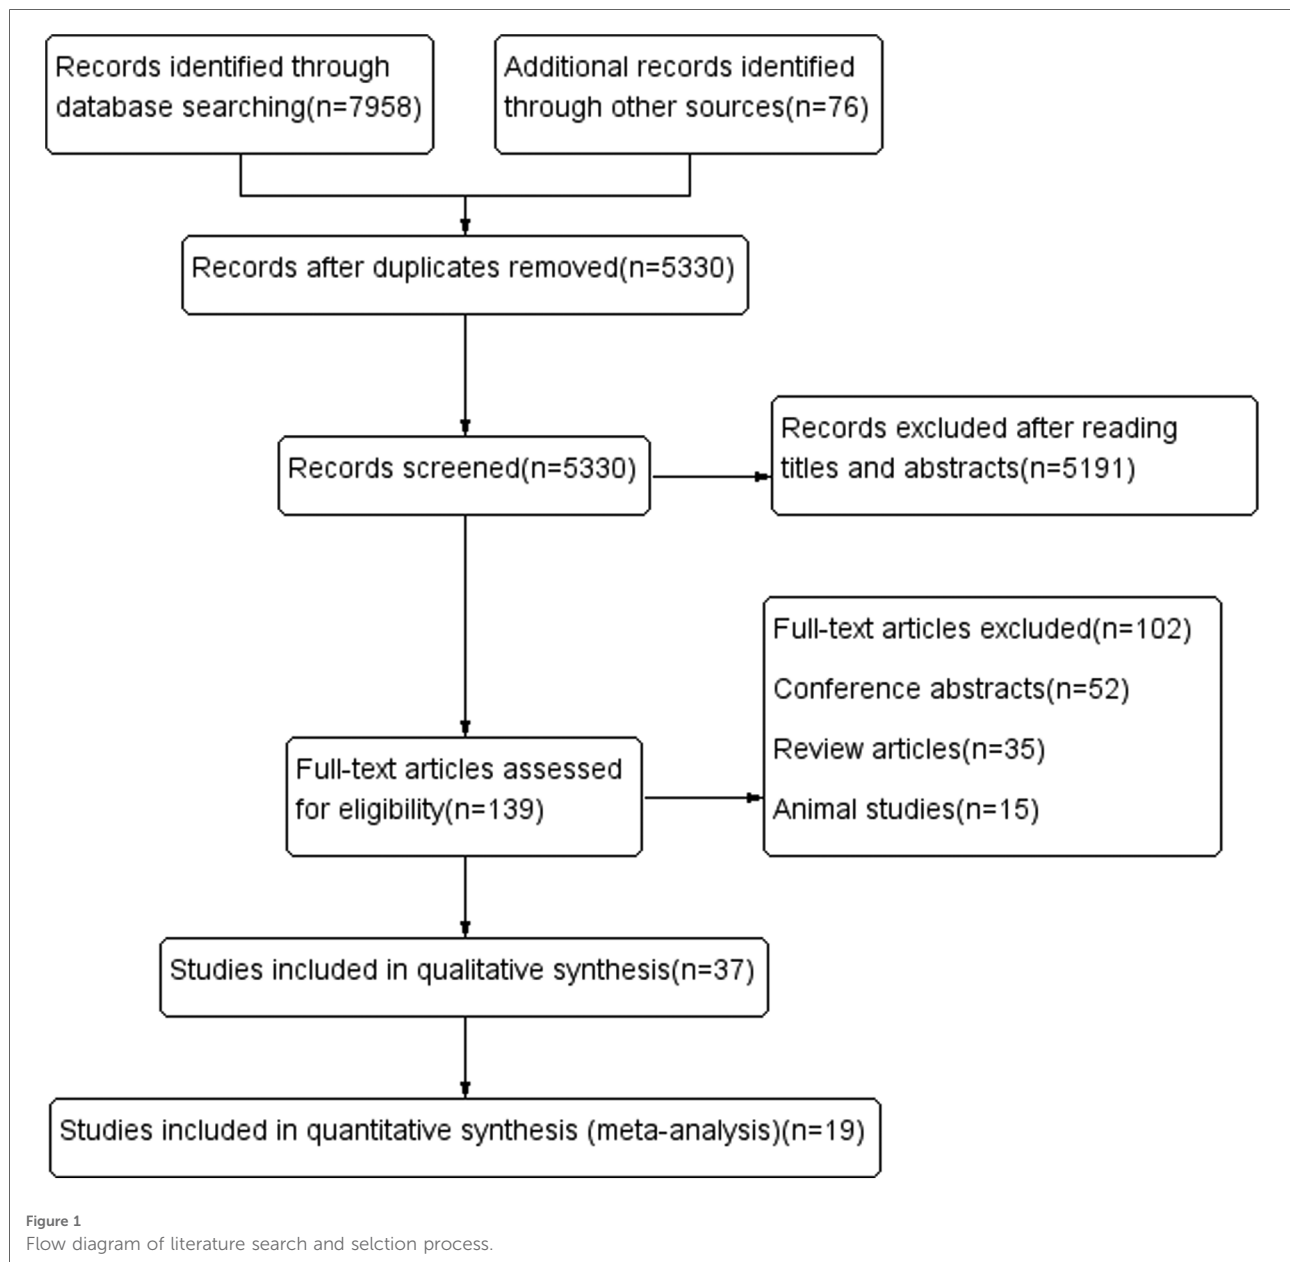 Records identified through
database searching(n=7958)
Additional records identified
through other sources(n=76)
Records after duplicates removed(n=5330)
Records screened(n=5330)
Records excluded after reading
titles and abstracts(n=5191)
Full-text articles assessed
for eligibility(n=139)
Full-text articles excluded(n=102)
Conference abstracts(n=52)
Review articles(n=35)
Animal studies(n=15)
Studies included in qualitative synthesis(n=37)
Studies included in quantitative synthesis (meta-analysis)(n=19)
Figure 1
Flow diagram of literature search and selction process.